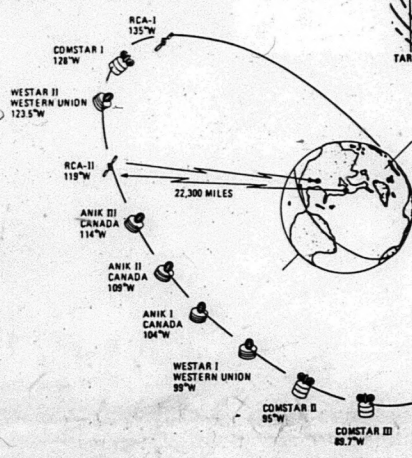 RCA-I
135°W
TAR
COMSTAR I
128°W
WESTAR II
WESTERN UNION
123.5°W
RCA-II
119°W
22,300 MILES
ANIK III
CANADA
114°W
ANIK II
CANADA
109°W
ANIK I
CANADA
104°W
WESTAR I
WESTERN UNION
99°W
COMSTAR II
95°W
COMSTAR III
89.7°W